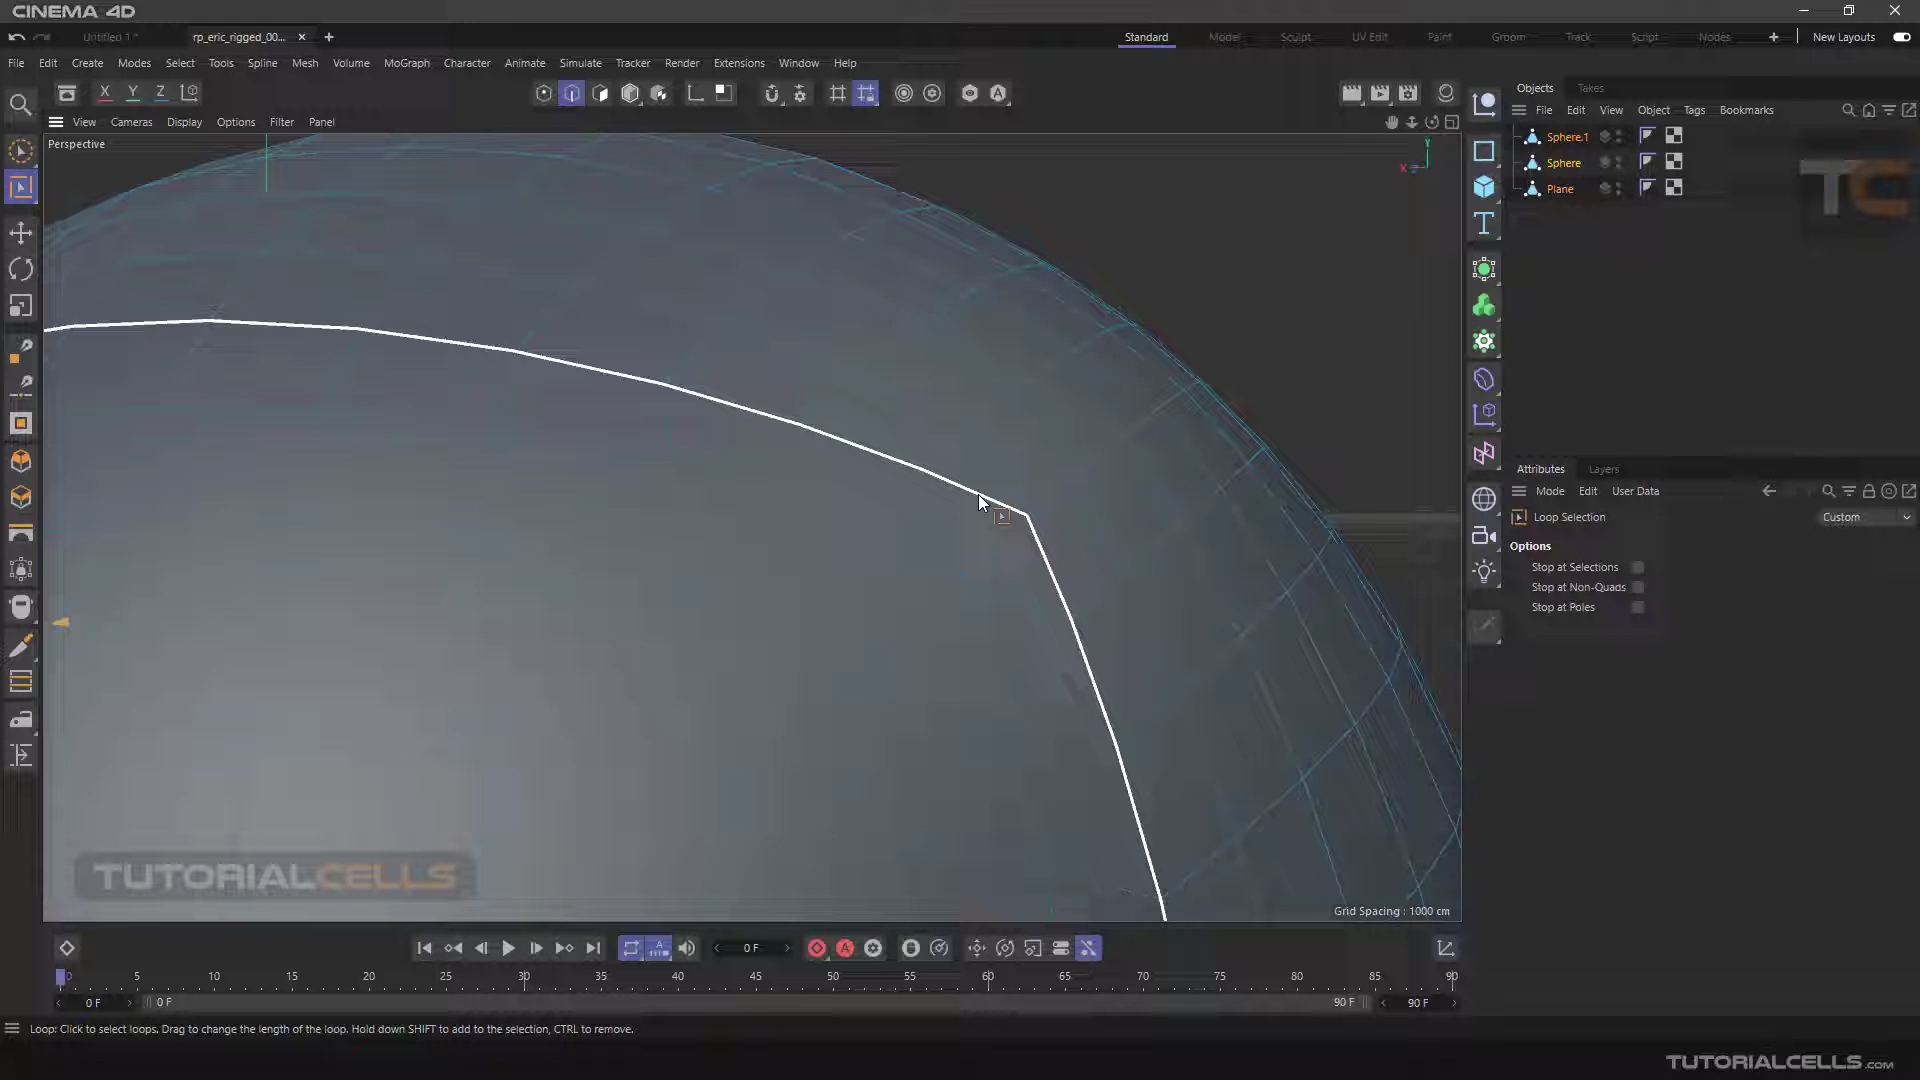 CINEMA 4D
Untitled 1 *
rp_eric_rigged_00...
Standard Model Sculpt UV Edit Paint Groom Track Script Nodes New Layouts
File Edit Create Modes Select Tools Spline Mesh Volume MoGraph Character Animate Simulate Tracker Render Extensions Window Help
X Y Z
View Cameras Display Options Filter Panel
Perspective
Y
X Z
Objects Takes
File Edit View Object Tags Bookmarks
Sphere.1
Sphere
Plane
TC
Attributes Layers
Mode Edit User Data
Loop Selection
Custom
Options
Stop at Selections
Stop at Non-Quads
Stop at Poles
TUTORIALCELLS
Grid Spacing : 1000 cm
0 F
0 5 10 15 20 25 30 35 40 45 50 55 60 65 70 75 80 85 90
0 F 0 F 90 F 90 F
Loop: Click to select loops. Drag to change the length of the loop. Hold down SHIFT to add to the selection, CTRL to remove.
TUTORIALCELLS.com